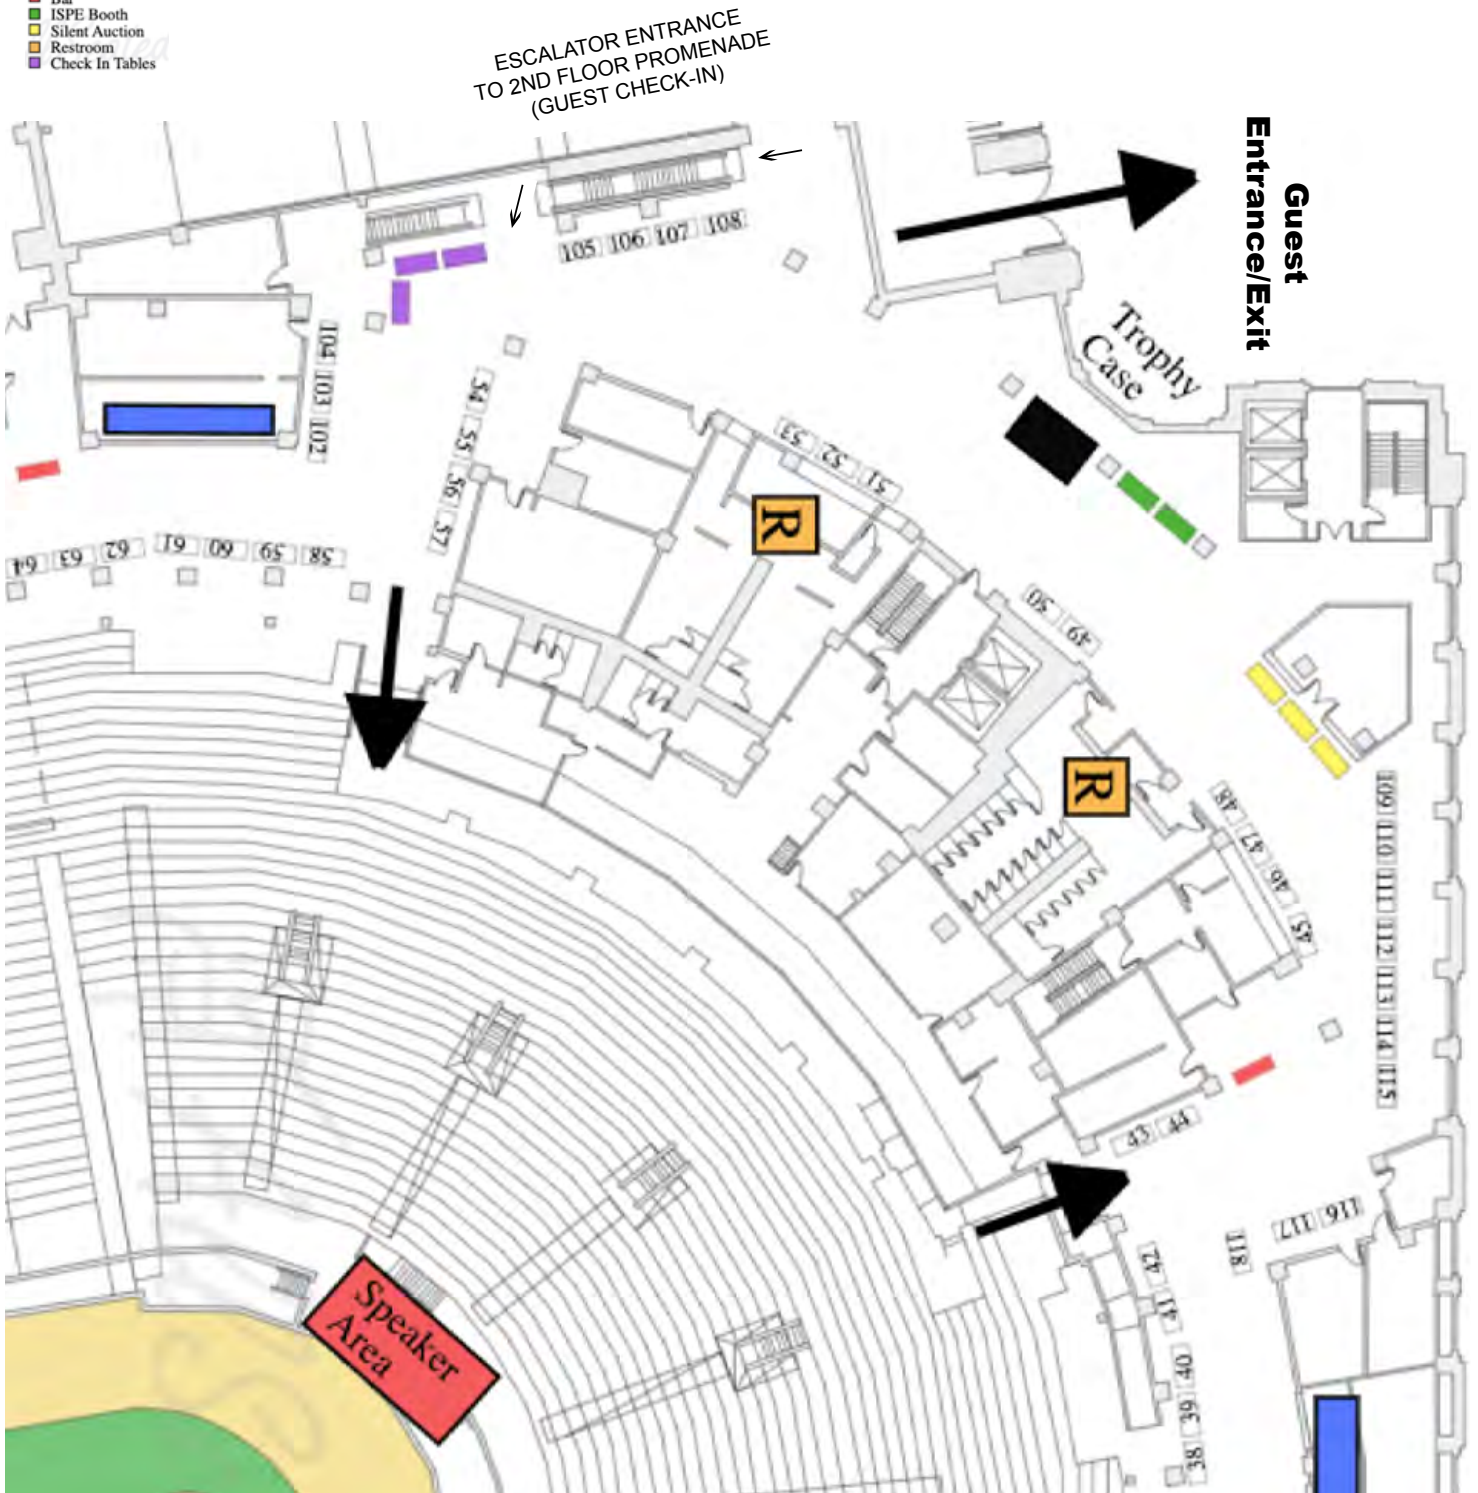 Bar
ISPE Booth
Silent Auction
Restroom
Check In Tables
ESCALATOR ENTRANCE
TO 2ND FLOOR PROMENADE
(GUEST CHECK-IN)
Guest
Entrance/Exit
105 106 107 108
Trophy
Case
104 103 102
54 55 56 57
53 52 51
R
64 63 62 61 60 59 58
50 49
R
48 47 46 45
109 110 111 112 113 114 115
43 44
118 117 116
42 41 40 39 38
Speaker
Area